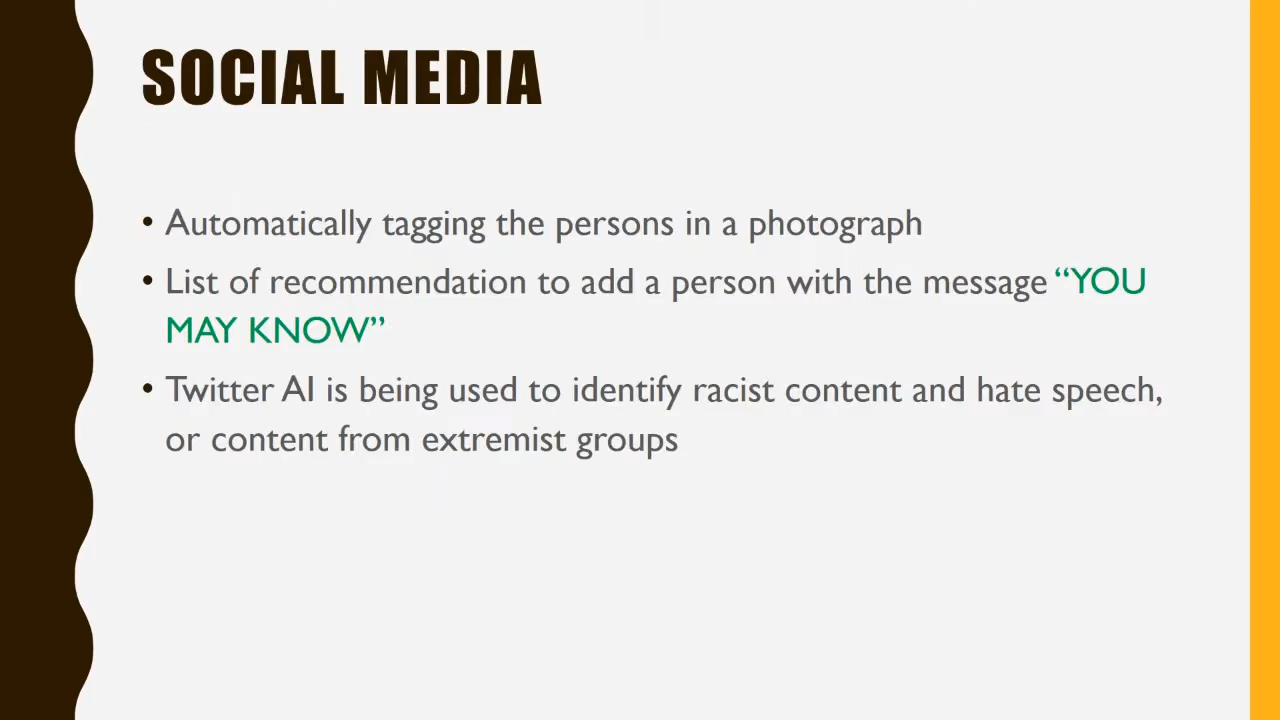 SOCIAL MEDIA
• Automatically tagging the persons in a photograph
• List of recommendation to add a person with the message “YOU
MAY KNOW”
• Twitter AI is being used to identify racist content and hate speech,
or content from extremist groups